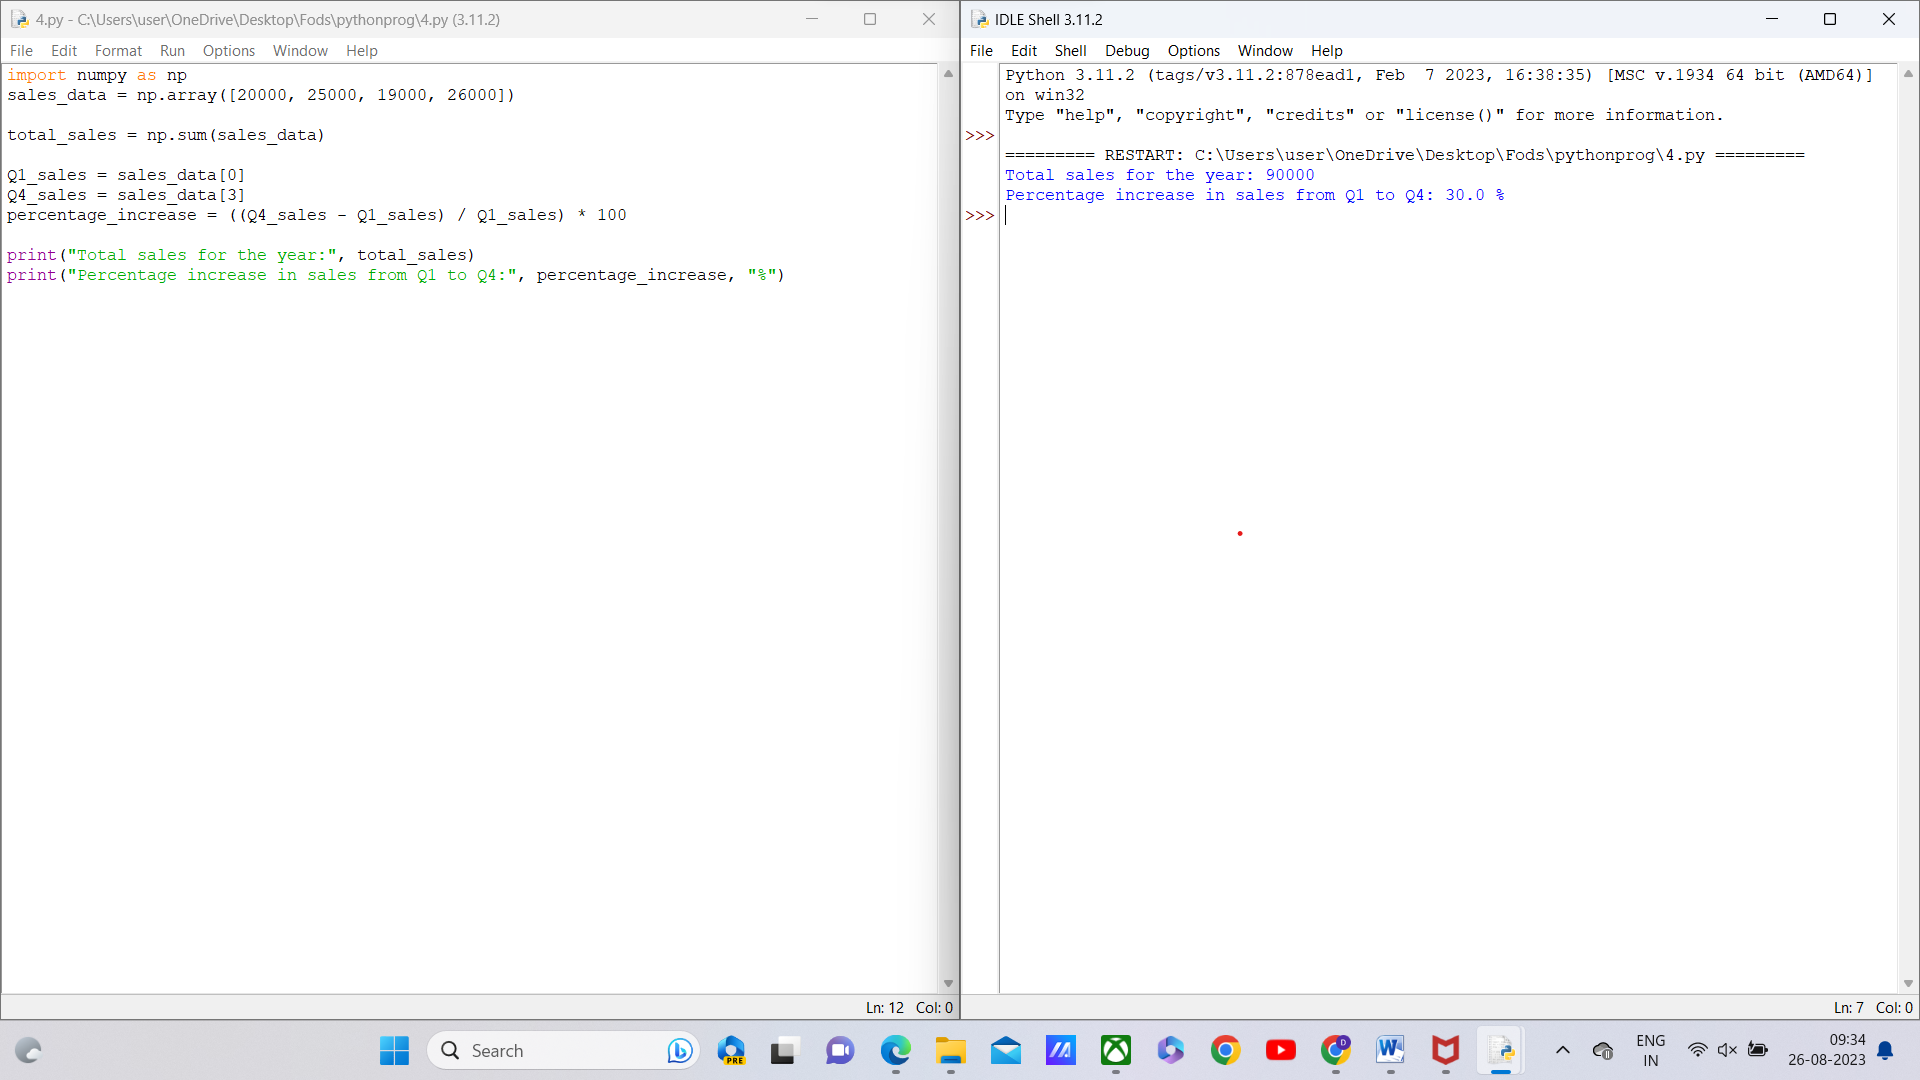 4.py - C:\Users\user\OneDrive\Desktop\Fods\pythonprog\4.py (3.11.2)
File Edit Format Run Options Window Help
import numpy as np
sales_data = np.array([20000, 25000, 19000, 26000])
total_sales = np.sum(sales_data)
Q1_sales = sales_data[0]
Q4_sales = sales_data[3]
percentage_increase = ((Q4_sales - Q1_sales) / Q1_sales) * 100
print("Total sales for the year:", total_sales)
print("Percentage increase in sales from Q1 to Q4:", percentage_increase, "%")
Ln: 12 Col: 0
IDLE Shell 3.11.2
File Edit Shell Debug Options Window Help
Python 3.11.2 (tags/v3.11.2:878ead1, Feb  7 2023, 16:38:35) [MSC v.1934 64 bit (AMD64)]
on win32
Type "help", "copyright", "credits" or "license()" for more information.
>>>
========= RESTART: C:\Users\user\OneDrive\Desktop\Fods\pythonprog\4.py =========
Total sales for the year: 90000
Percentage increase in sales from Q1 to Q4: 30.0 %
>>>
Ln: 7 Col: 0
Search
PRE
D
W
ENG
IN
09:34
26-08-2023